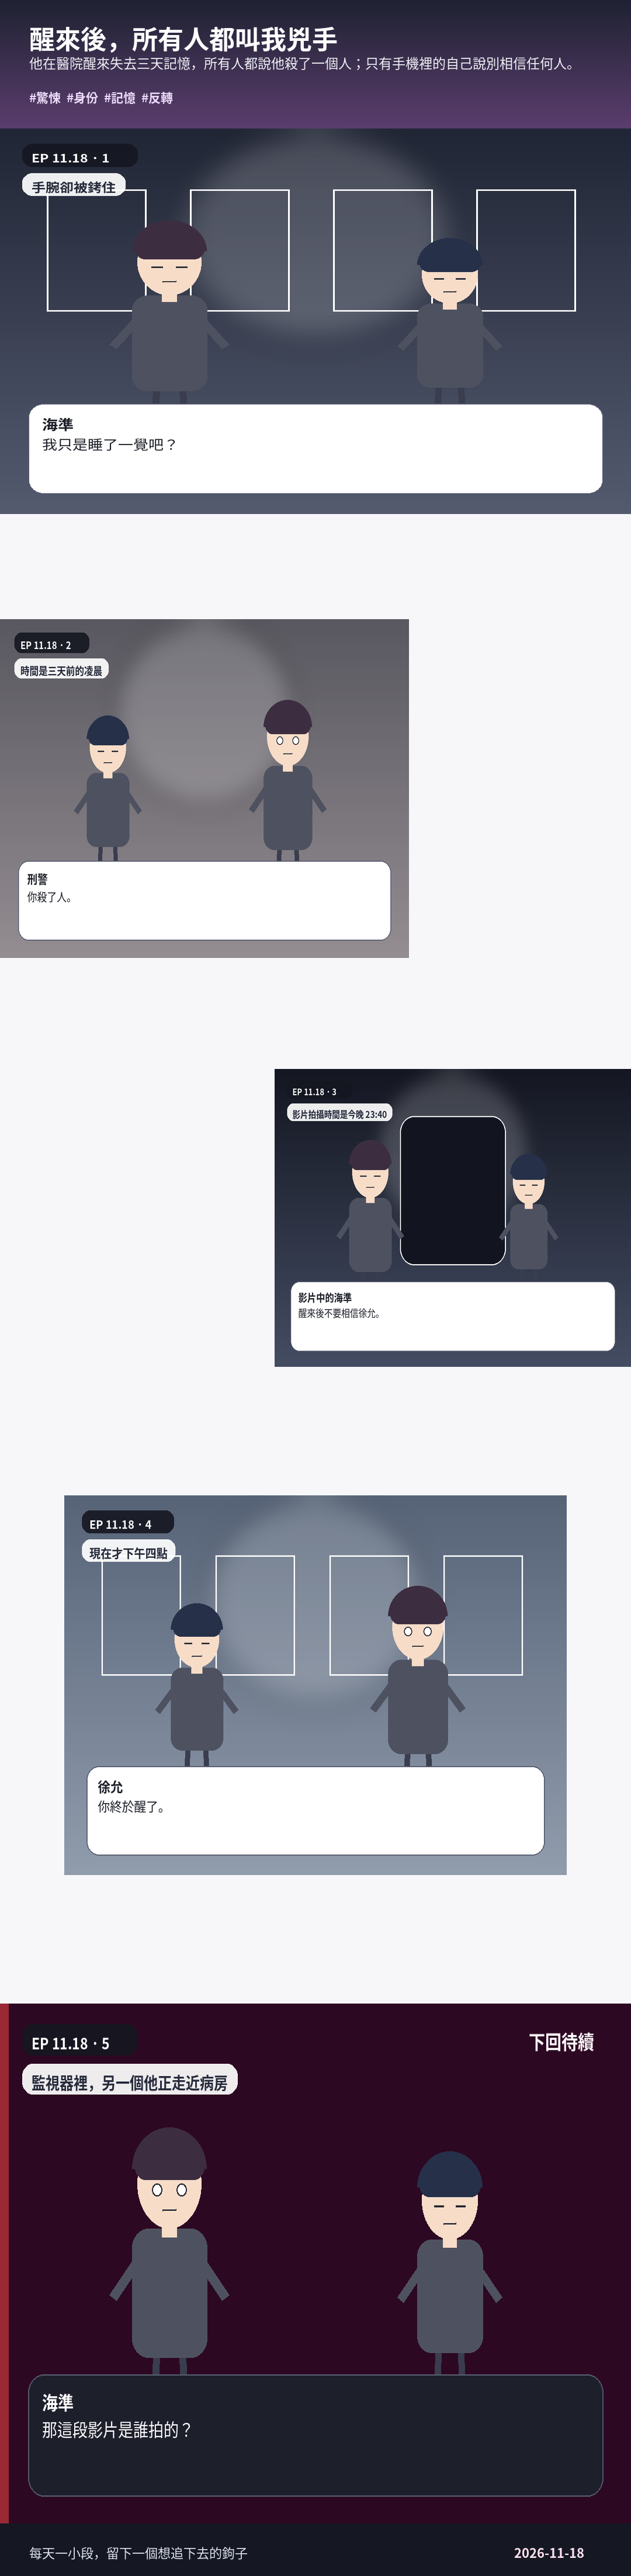 醒來後，所有人都叫我兇手
他在醫院醒來失去三天記憶，所有人都說他殺了一個人；只有手機裡的自己說別相信任何人。
#驚悚 #身份 #記憶 #反轉
EP 11.18・1
手腕卻被銬住
海準
我只是睡了一覺吧？
EP 11.18・2
時間是三天前的凌晨
刑警
你殺了人。
EP 11.18・3
影片拍攝時間是今晚 23:40
影片中的海準
醒來後不要相信徐允。
EP 11.18・4
現在才下午四點
徐允
你終於醒了。
EP 11.18・5
下回待續
監視器裡，另一個他正走近病房
海準
那這段影片是誰拍的？
每天一小段，留下一個想追下去的鉤子
2026-11-18